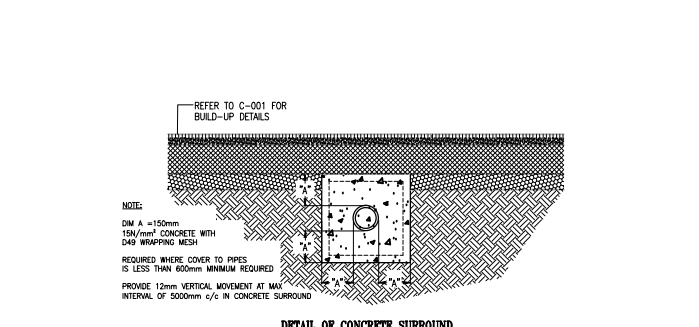 REFER TO C-001 FOR
BUILD-UP DETAILS
"A"
"A"
"A"
"A"
NOTE:
DIM A =150mm
15N/mm² CONCRETE WITH
D49 WRAPPING MESH
REQUIRED WHERE COVER TO PIPES
IS LESS THAN 600mm MINIMUM REQUIRED
PROVIDE 12mm VERTICAL MOVEMENT AT MAX
INTERVAL OF 5000mm c/c IN CONCRETE SURROUND
DETAIL OF CONCRETE SURROUND